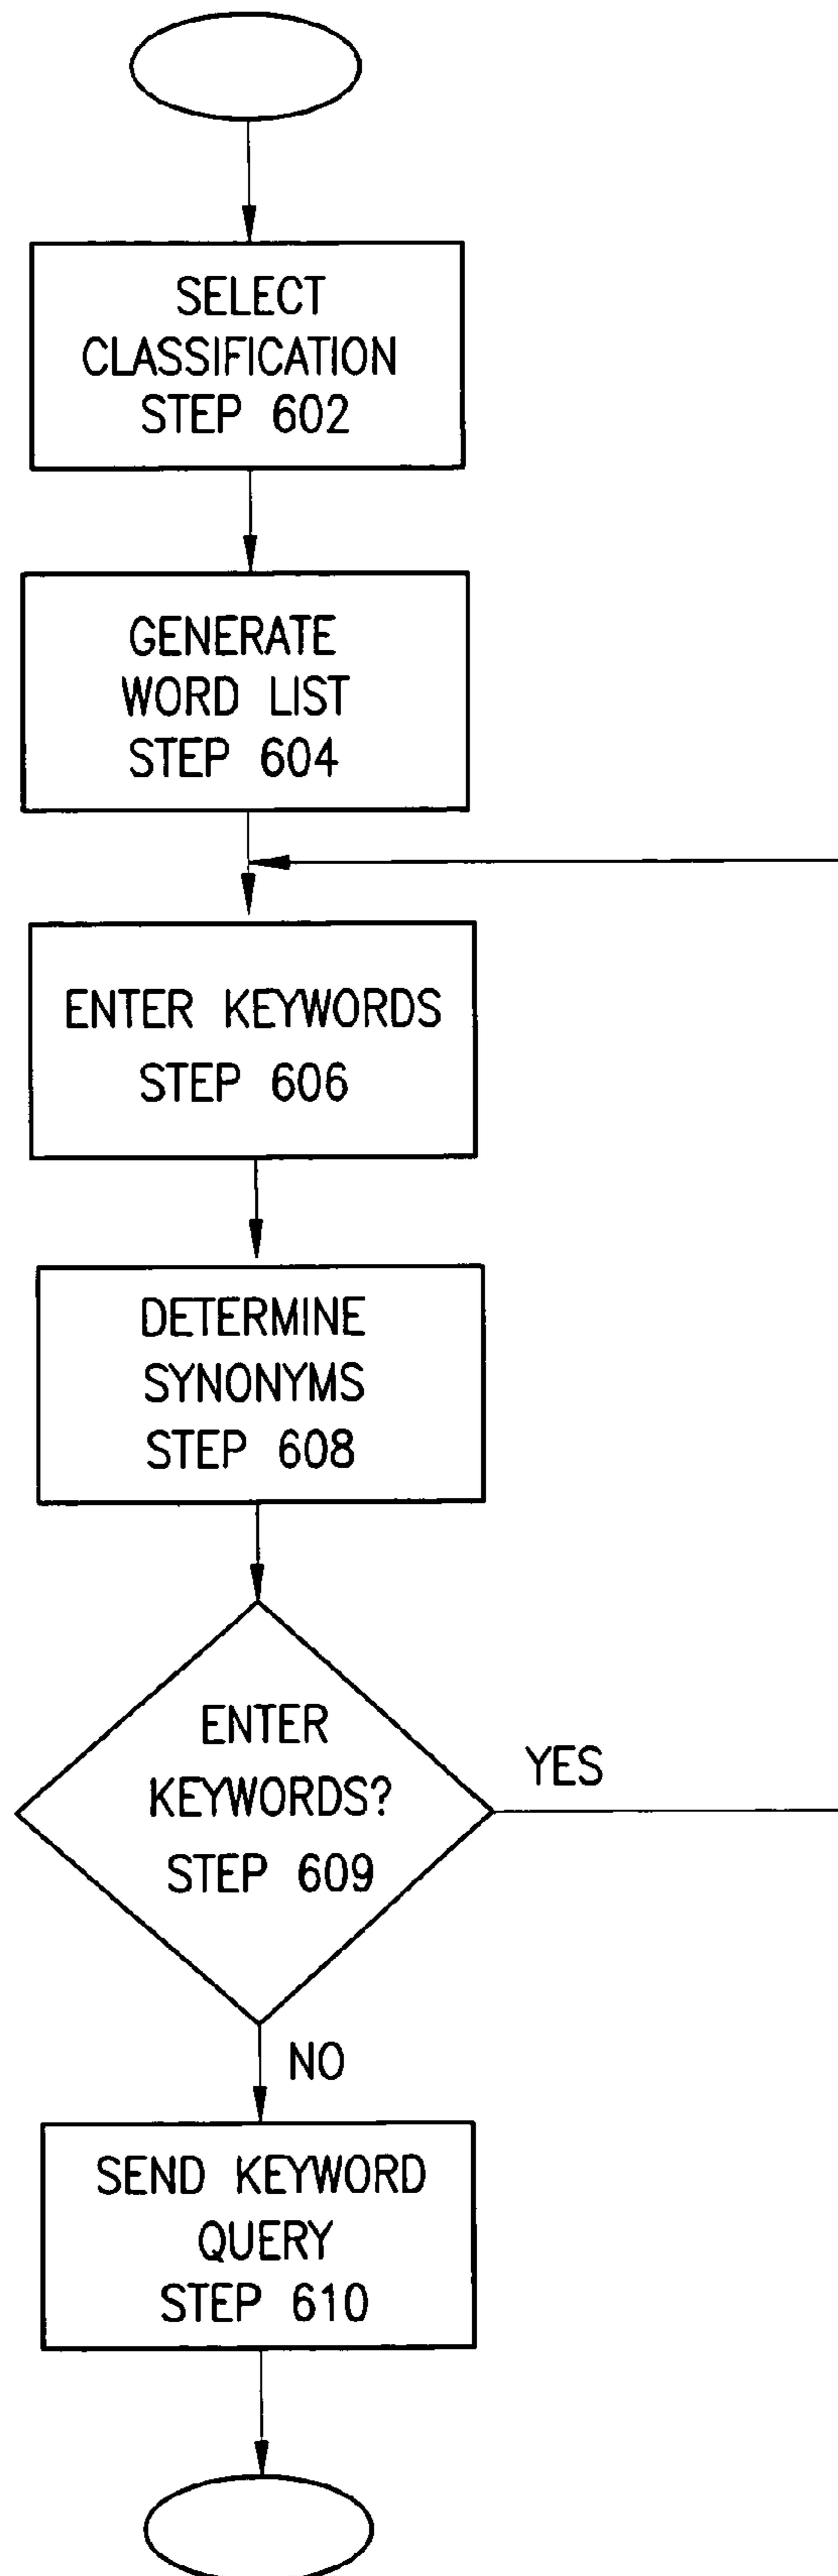 SELECT
CLASSIFICATION
STEP 602
GENERATE
WORD LIST
STEP 604
ENTER KEYWORDS
STEP 606
DETERMINE
SYNONYMS
STEP 608
ENTER
KEYWORDS?
STEP 609
YES
NO
SEND KEYWORD
QUERY
STEP 610